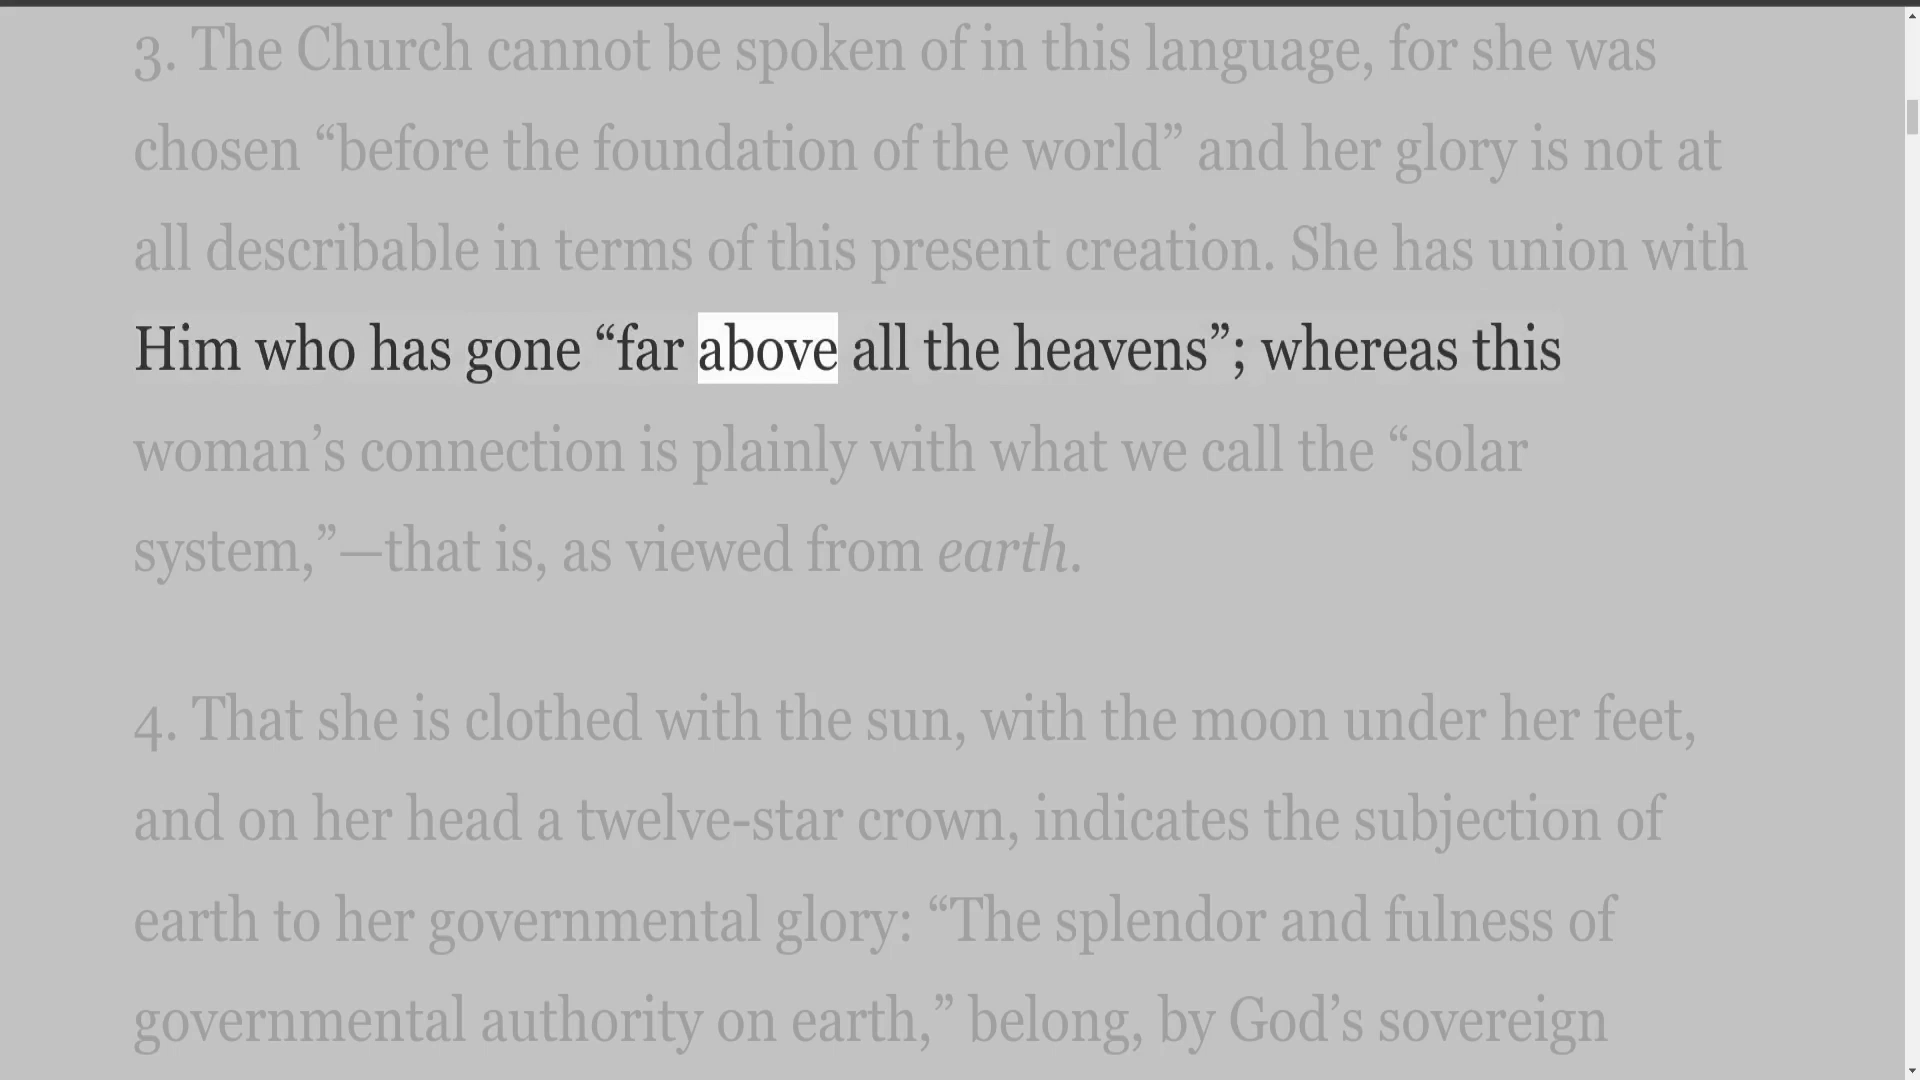 3. The Church cannot be spoken of in this language, for she was
chosen “before the foundation of the world” and her glory is not at
all describable in terms of this present creation. She has union with
Him who has gone “far above all the heavens”; whereas this
woman’s connection is plainly with what we call the “solar
system,”—that is, as viewed from earth.
4. That she is clothed with the sun, with the moon under her feet,
and on her head a twelve-star crown, indicates the subjection of
earth to her governmental glory: “The splendor and fulness of
governmental authority on earth,” belong, by God’s sovereign